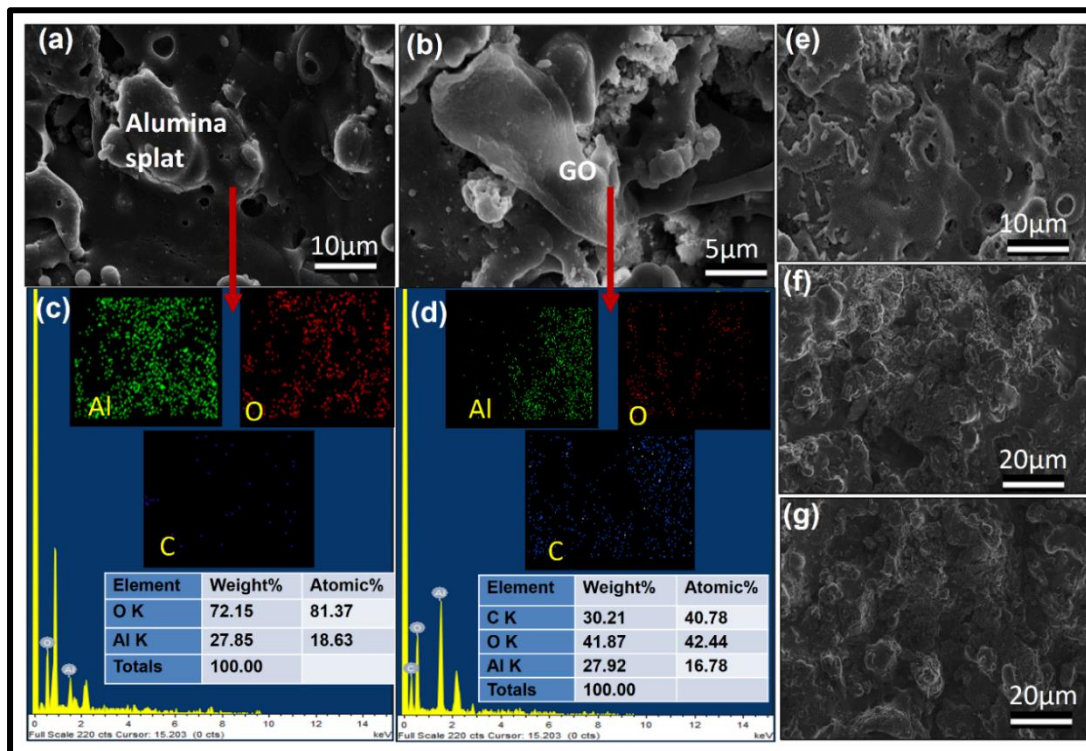 (a)
Alumina
splat
10µm
(b)
GO
5µm
(e)
10µm
(c)
Al
O
C
Element Weight% Atomic%
O K 72.15 81.37
Al K 27.85 18.63
Totals 100.00
O
Al
0 2 4 6 8 10 12 14
Full Scale 220 cts Cursor: 15.203 (0 cts) keV
(d)
Al
O
C
Element Weight% Atomic%
C K 30.21 40.78
O K 41.87 42.44
Al K 27.92 16.78
Totals 100.00
Al
O
C
0 2 4 6 8 10 12 14
Full Scale 220 cts Cursor: 15.203 (0 cts) keV
(f)
20µm
(g)
20µm